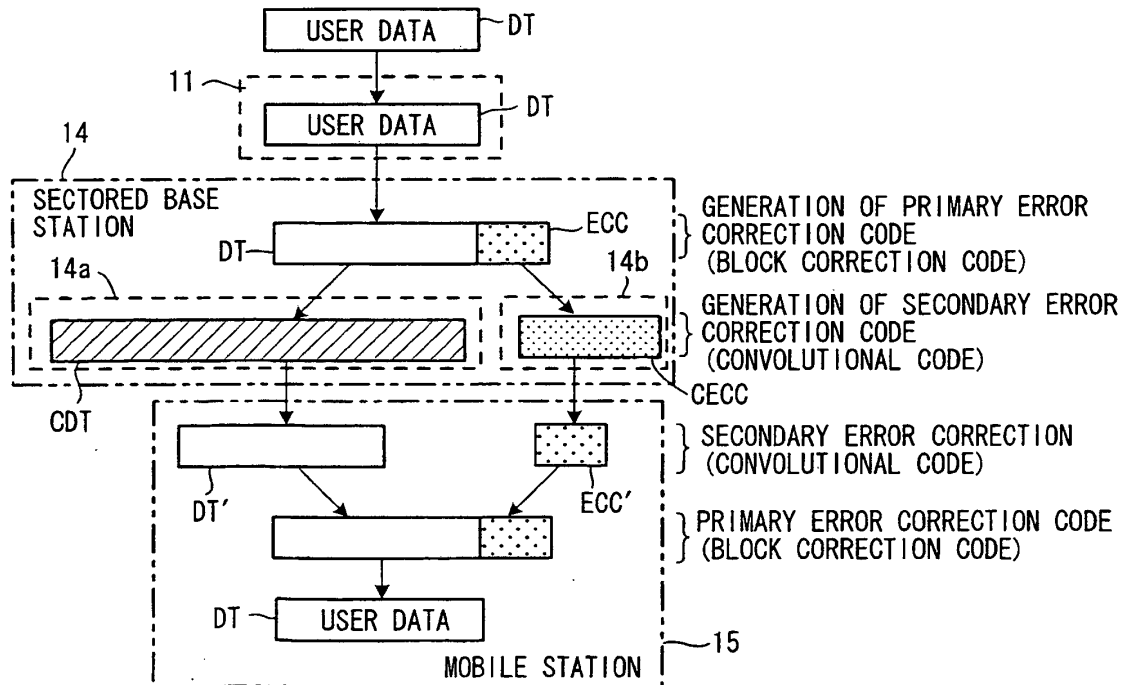 USER DATA
DT
11
USER DATA
DT
14
SECTORED BASE
STATION
DT
ECC
GENERATION OF PRIMARY ERROR
CORRECTION CODE
(BLOCK CORRECTION CODE)
14a
14b
GENERATION OF SECONDARY ERROR
CORRECTION CODE
(CONVOLUTIONAL CODE)
CDT
CECC
SECONDARY ERROR CORRECTION
(CONVOLUTIONAL CODE)
DT'
ECC'
PRIMARY ERROR CORRECTION CODE
(BLOCK CORRECTION CODE)
DT
USER DATA
15
MOBILE STATION